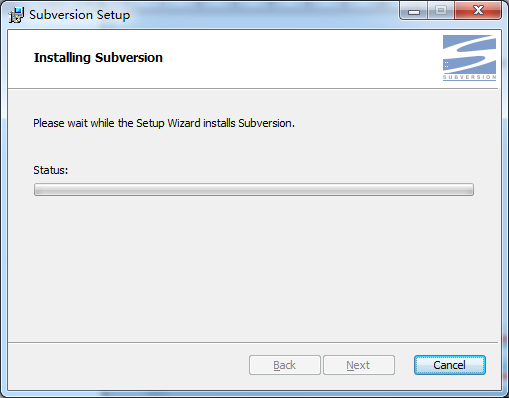 Subversion Setup
Installing Subversion
SUBVERSION
Please wait while the Setup Wizard installs Subversion.
Status:
Back
Next
Cancel